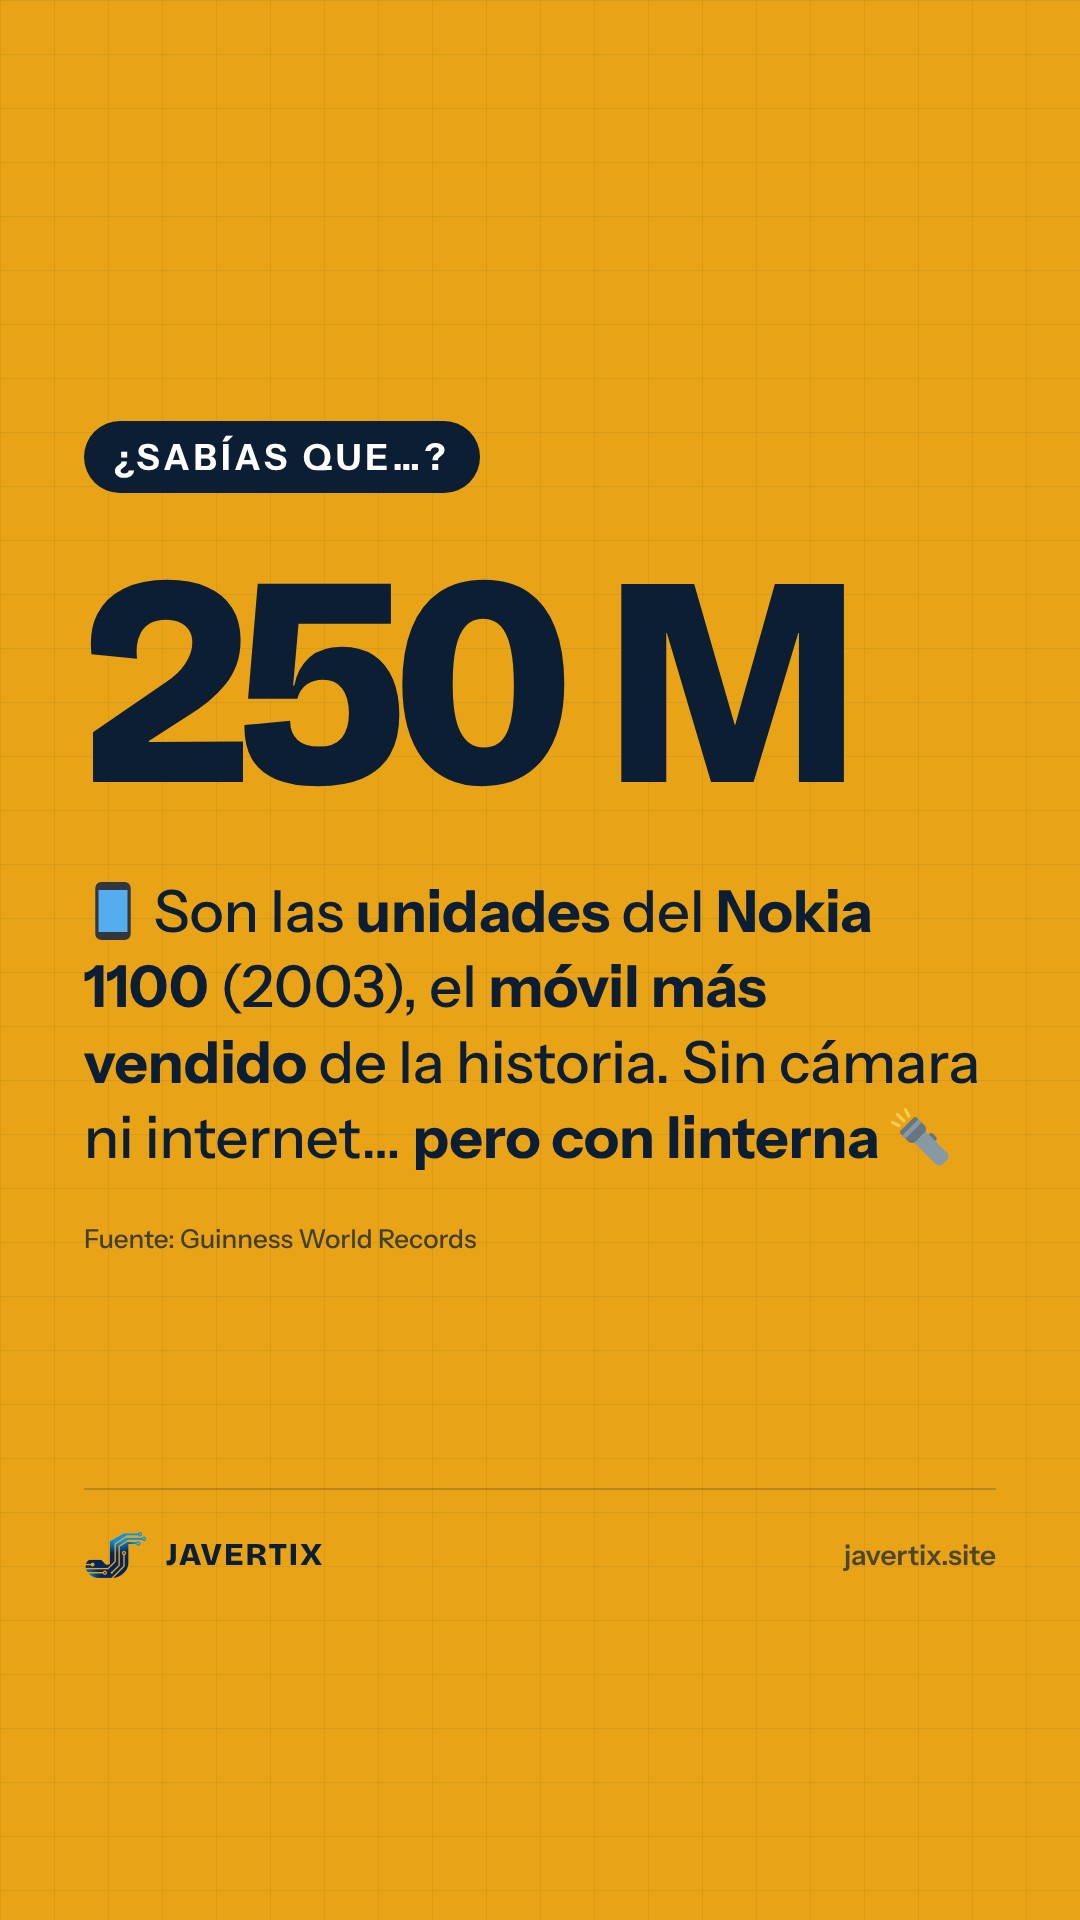 ¿SABÍAS QUE...?
250 M
📱 Son las unidades del Nokia
1100 (2003), el móvil más
vendido de la historia. Sin cámara
ni internet... pero con linterna 🔦
Fuente: Guinness World Records
JAVERTIX
javertix.site